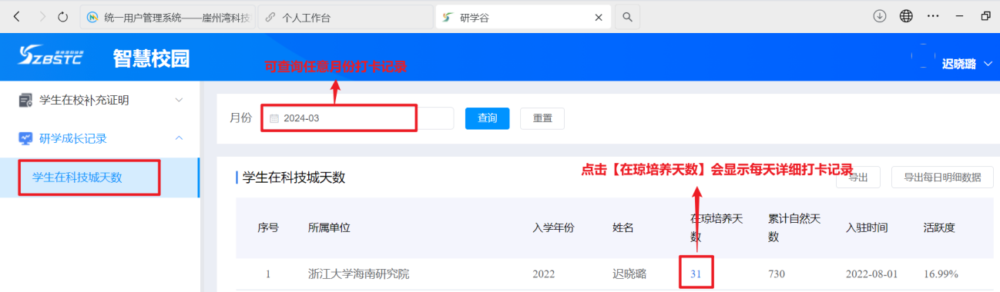 统一用户管理系统——崖州湾科技
个人工作台
研学谷
YZBSTC
智慧校园
可查询任意月份打卡记录
迟晓璐
学生在校补充证明
研学成长记录
学生在科技城天数
月份
2024-03
查询
重置
点击【在琼培养天数】会显示每天详细打卡记录
学生在科技城天数
导出
导出每日明细数据
序号 所属单位 入学年份 姓名 在琼培养天数 累计自然天数 入驻时间 活跃度
1 浙江大学海南研究院 2022 迟晓璐 31 730 2022-08-01 16.99%